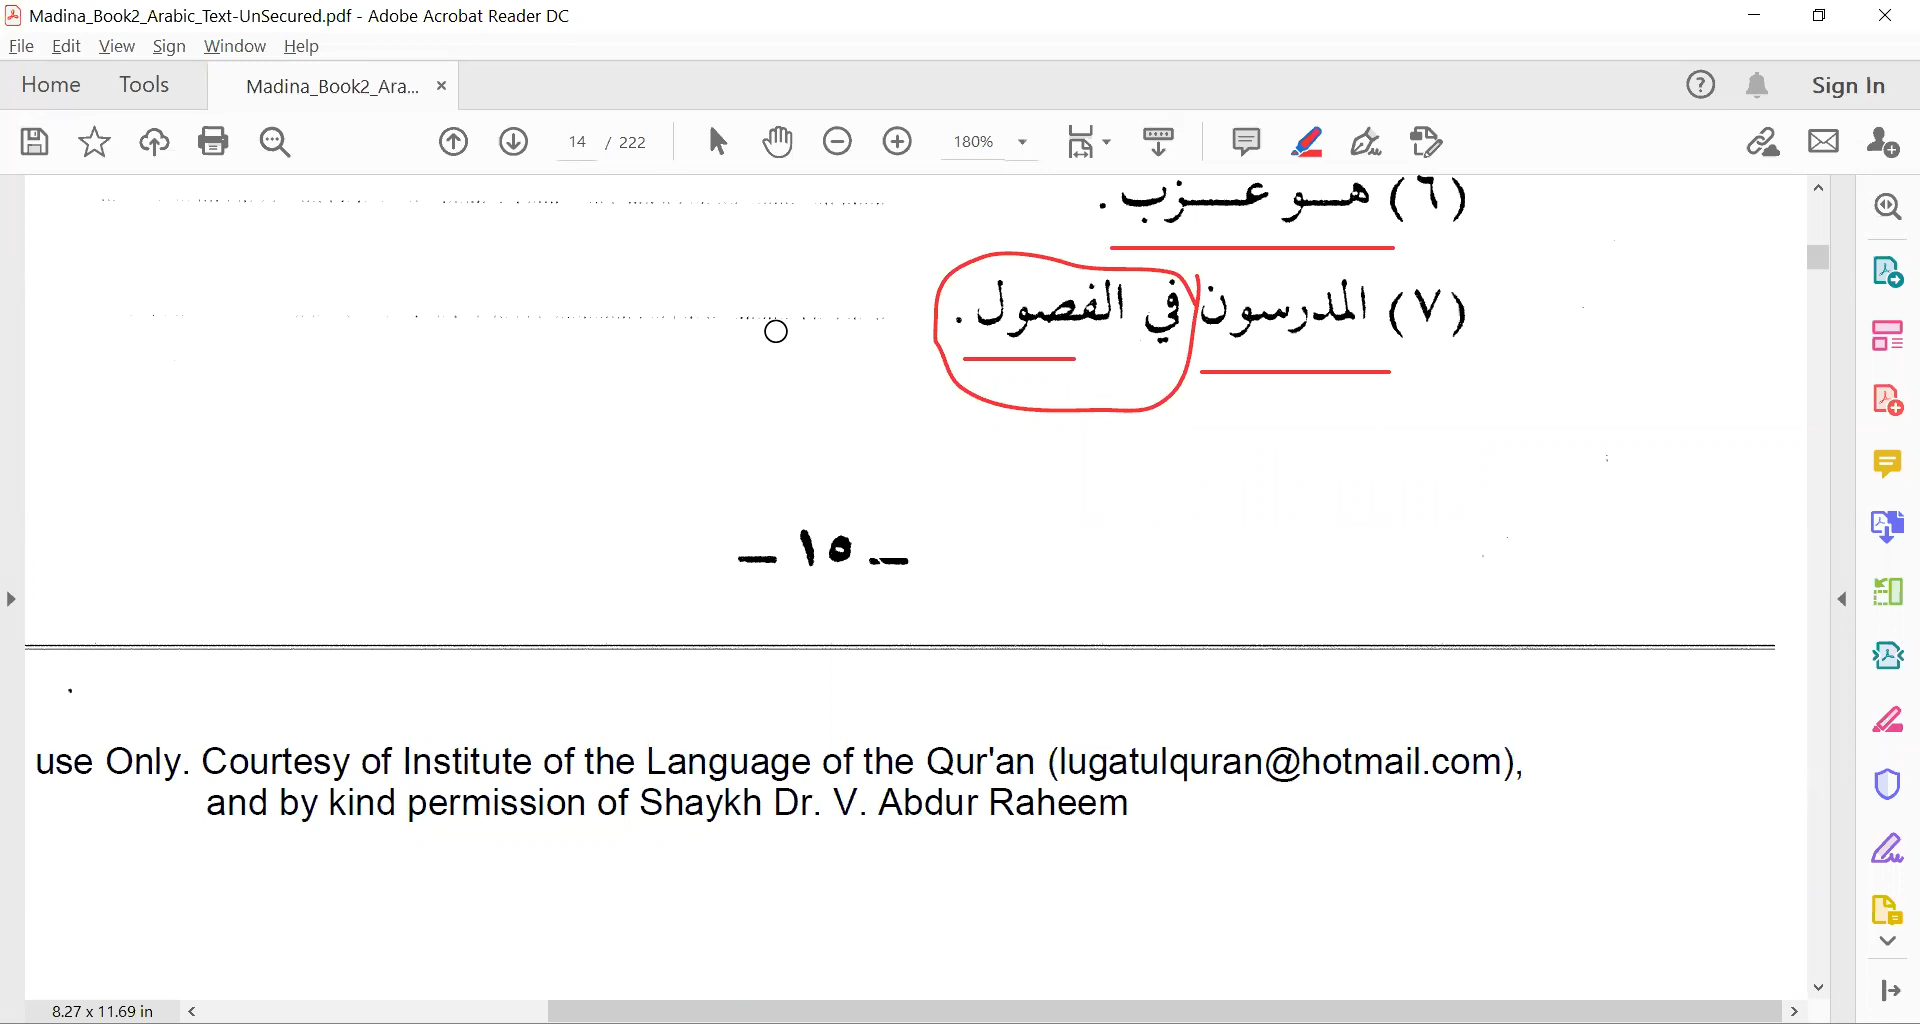 Madina_Book2_Arabic_Text-UnSecured.pdf - Adobe Acrobat Reader DC
File Edit View Sign Window Help
Home Tools Madina_Book2_Ara... × Sign In
14 / 222 180%
(٦) هـو عـزب .
(٧) المدرسون في الفصول .
– ١٥ –
use Only. Courtesy of Institute of the Language of the Qur'an (lugatulquran@hotmail.com),
and by kind permission of Shaykh Dr. V. Abdur Raheem
8.27 x 11.69 in